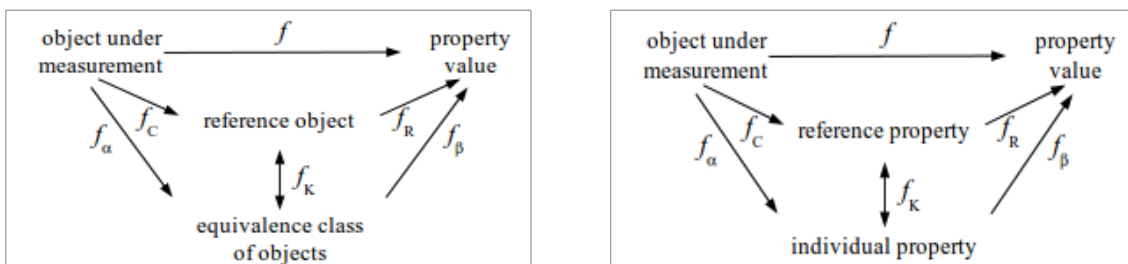 object under
measurement
f
property
value
f_C
reference object
f_R
f_α
f_β
f_K
equivalence class
of objects
object under
measurement
f
property
value
f_C
reference property
f_R
f_α
f_β
f_K
individual property